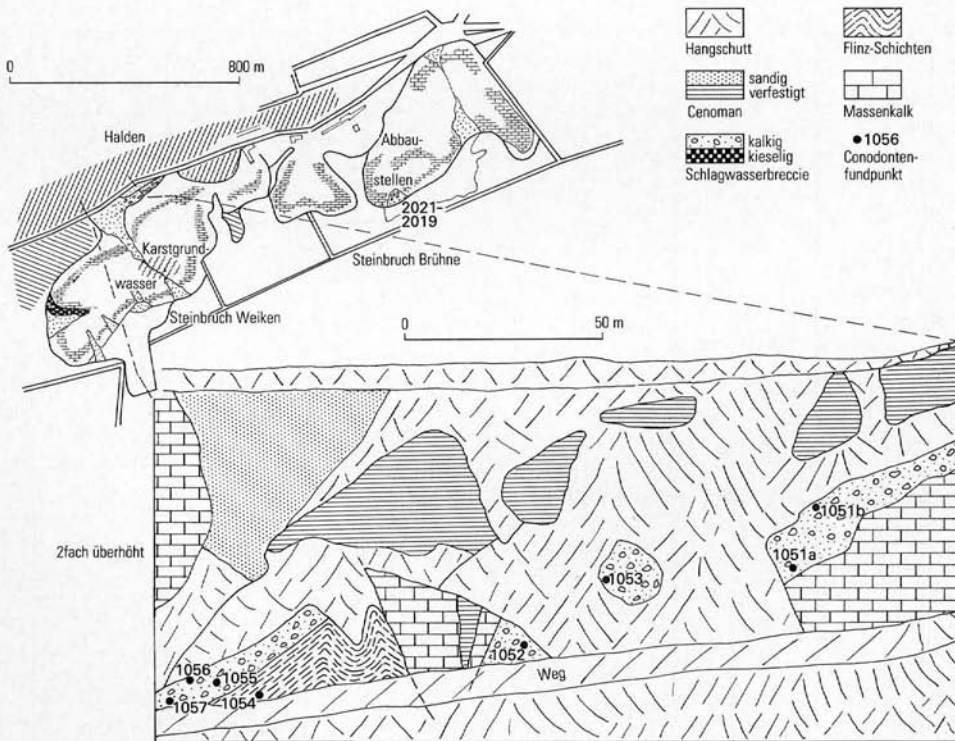 0 800 m
Halden
Abbau-
stellen
2021-
2019
Karstgrund-
wasser
Steinbruch Brühne
Steinbruch Weiken
Hangschutt
Flinz-Schichten
sandig
verfestigt
Cenoman
Massenkalk
kalkig
kieselig
Schlagwasserbreccie
1056
Conodonten-
fundpunkt
0 50 m
2fach überhöht
1051b
1051a
1053
1052
Weg
1056
1055
1054
1057